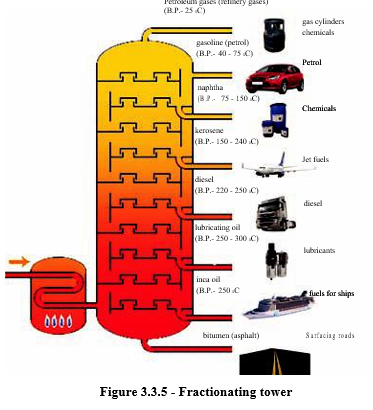 Petroleum gases (refinery gases)
(B.P.- 25 0C)
gas cylinders
chemicals
gasoline (petrol)
(B.P.- 40 - 75 0C)
Petrol
naphtha
(B.P.- 75 - 150 0C)
Chemicals
kerosene
(B.P.- 150 - 240 0C)
Jet fuels
diesel
(B.P.- 220 - 250 0C)
diesel
lubricating oil
(B.P.- 250 - 300 0C)
lubricants
inca oil
(B.P.- 250 0C
fuels for ships
bitumen (asphalt)
Surfacing roads
Figure 3.3.5 - Fractionating tower